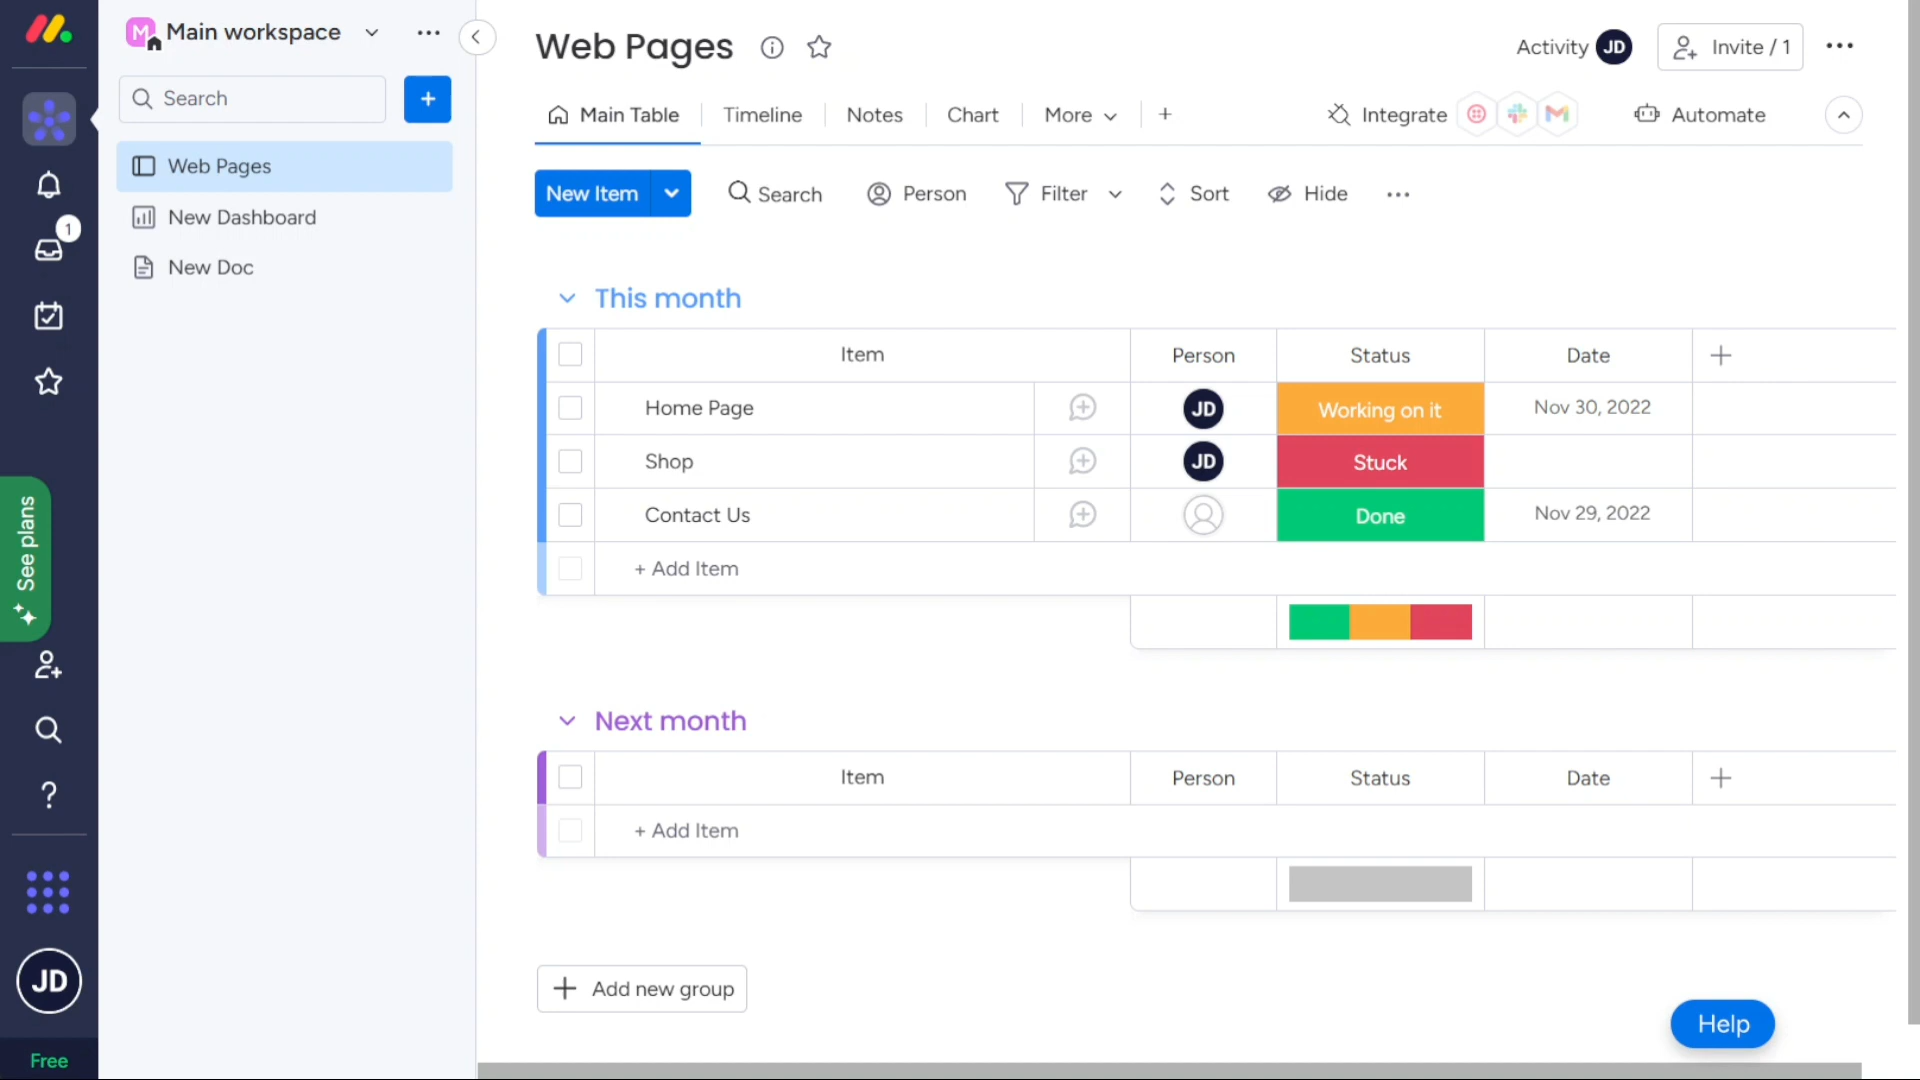 M Main workspace
Search
+
Web Pages
New Dashboard
New Doc
1
See plans
JD
Free
Web Pages
Activity JD
Invite / 1
Main Table
Timeline
Notes
Chart
More
+
Integrate
M
Automate
New Item
Search
Person
Filter
Sort
Hide
This month
Item Person Status Date +
Home Page JD Working on it Nov 30, 2022
Shop JD Stuck
Contact Us Done Nov 29, 2022
+ Add Item
Next month
Item Person Status Date +
+ Add Item
+ Add new group
Help